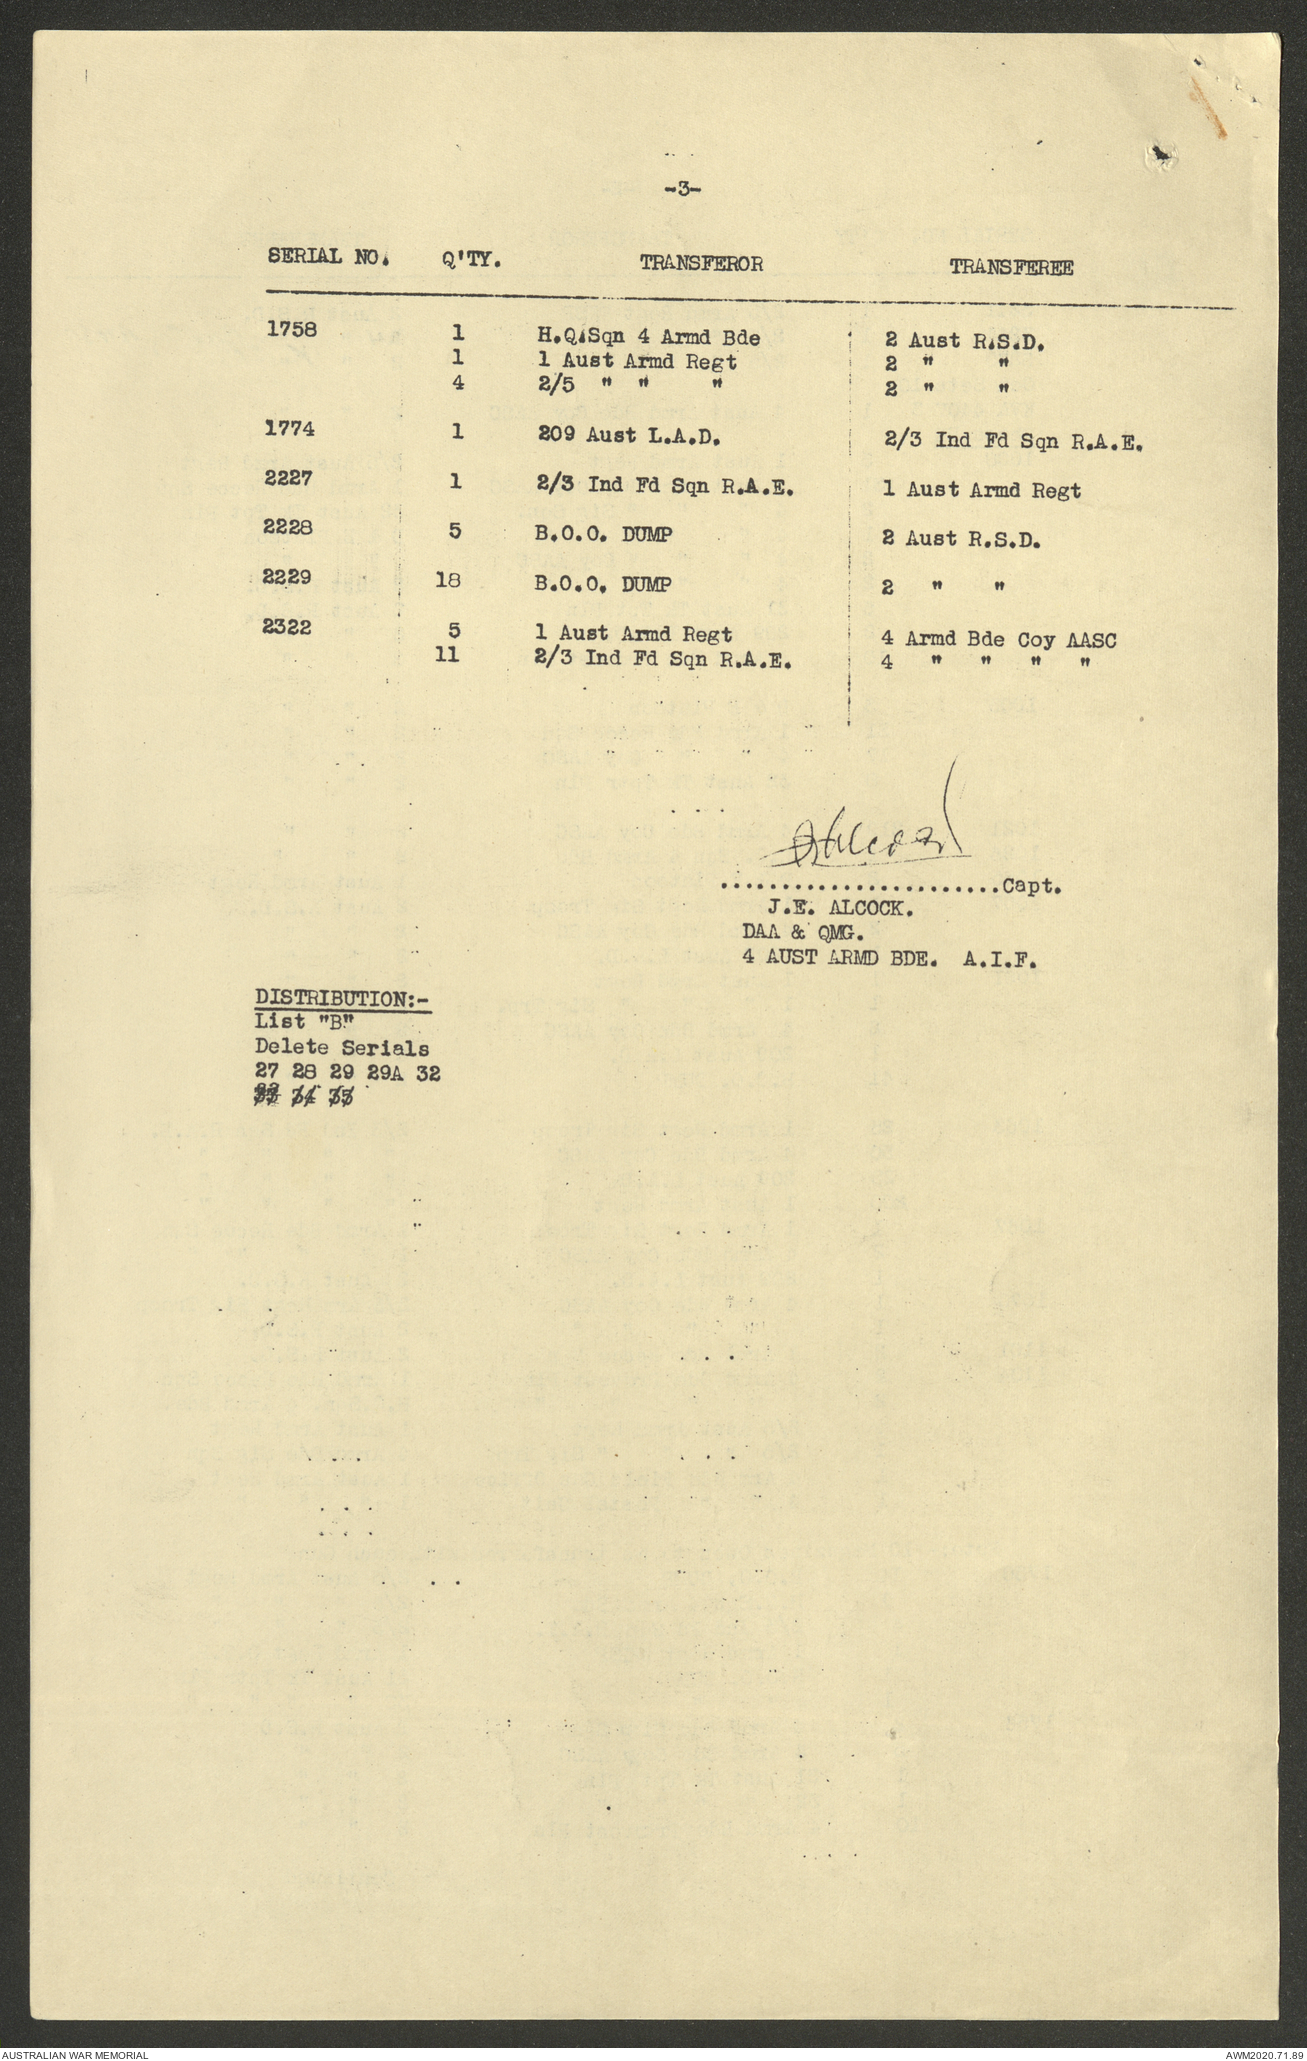 -3-
SERIAL NO. Q'TY. TRANSFEROR TRANSFEREE
1758 1 H.Q.Sqn 4 Armd Bde 2 Aust R.S.D.
1 1 Aust Armd Regt 2 " "
4 2/5 " " " 2 " "
1774 1 209 Aust L.A.D. 2/3 Ind Fd Sqn R.A.E.
2227 1 2/3 Ind Fd Sqn R.A.E. 1 Aust Armd Regt
2228 5 B.O.O. DUMP 2 Aust R.S.D.
2229 18 B.O.O. DUMP 2 " "
2322 5 1 Aust Armd Regt 4 Armd Bde Coy AASC
11 2/3 Ind Fd Sqn R.A.E. 4 " " " "
.......................Capt.
J.E. ALCOCK.
DAA & QMG.
4 AUST ARMD BDE. A.I.F.
DISTRIBUTION:-
List "B"
Delete Serials
27 28 29 29A 32
AUSTRALIAN WAR MEMORIAL AWM2020.71.89